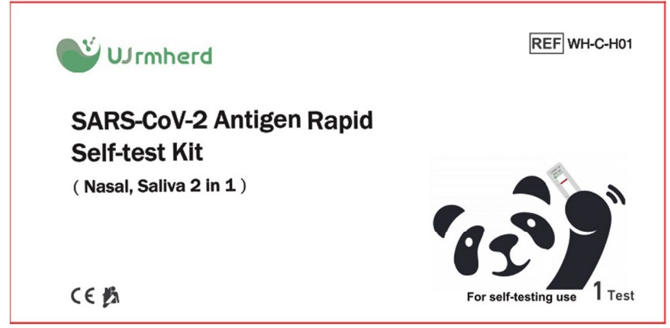 Wrmherd
REF WH-C-H01
SARS-CoV-2 Antigen Rapid
Self-test Kit
( Nasal, Saliva 2 in 1 )
CE
For self-testing use
1 Test